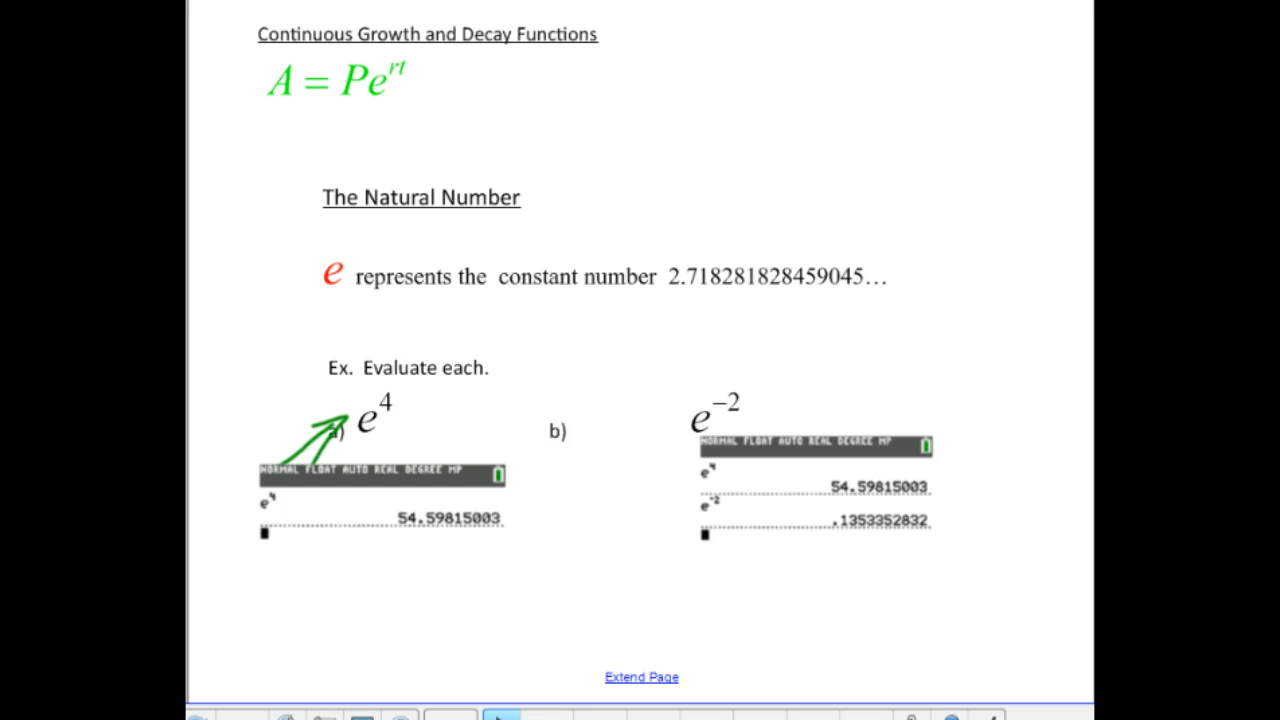 Continuous Growth and Decay Functions
A = Pe^{rt}
The Natural Number
e represents the constant number 2.718281828459045…
Ex. Evaluate each.
a) e^4 b) e^{-2}
NORMAL FLOAT AUTO REAL DEGREE MP
e^4
54.59815003
NORMAL FLOAT AUTO REAL DEGREE MP
e^4
54.59815003
e^{-2}
.1353352832
Extend Page